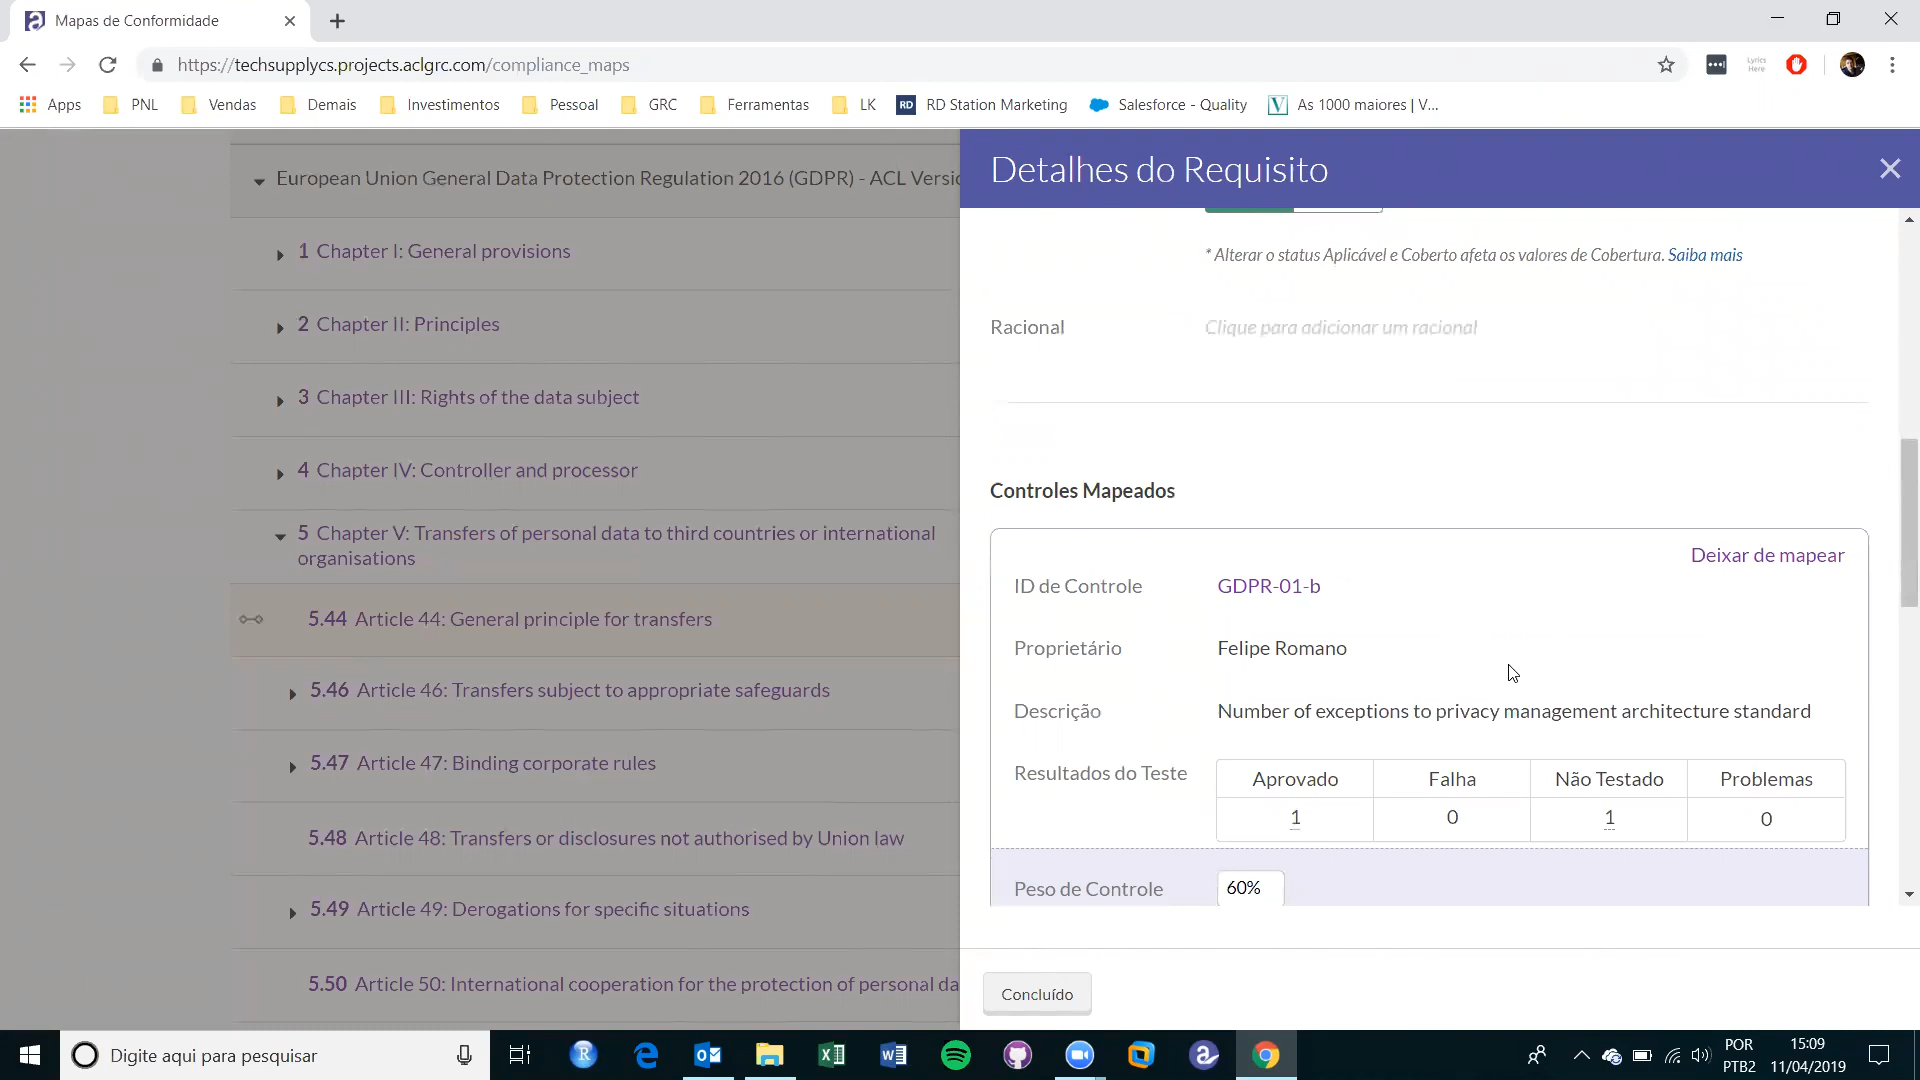 Mapas de Conformidade
https://techsupplycs.projects.aclgrc.com/compliance_maps
Lyrics Here
Apps PNL Vendas Demais Investimentos Pessoal GRC Ferramentas LK RD RD Station Marketing Salesforce - Quality V As 1000 maiores | V...
European Union General Data Protection Regulation 2016 (GDPR) - ACL Versio
1 Chapter I: General provisions
2 Chapter II: Principles
3 Chapter III: Rights of the data subject
4 Chapter IV: Controller and processor
5 Chapter V: Transfers of personal data to third countries or international
organisations
5.44 Article 44: General principle for transfers
5.46 Article 46: Transfers subject to appropriate safeguards
5.47 Article 47: Binding corporate rules
5.48 Article 48: Transfers or disclosures not authorised by Union law
5.49 Article 49: Derogations for specific situations
5.50 Article 50: International cooperation for the protection of personal da
Detalhes do Requisito
* Alterar o status Aplicável e Coberto afeta os valores de Cobertura. Saiba mais
Racional Clique para adicionar um racional
Controles Mapeados
Deixar de mapear
ID de Controle GDPR-01-b
Proprietário Felipe Romano
Descrição Number of exceptions to privacy management architecture standard
Resultados do Teste Aprovado Falha Não Testado Problemas
1 0 1 0
Peso de Controle 60%
Concluído
Digite aqui para pesquisar
POR
PTB2
15:09
11/04/2019